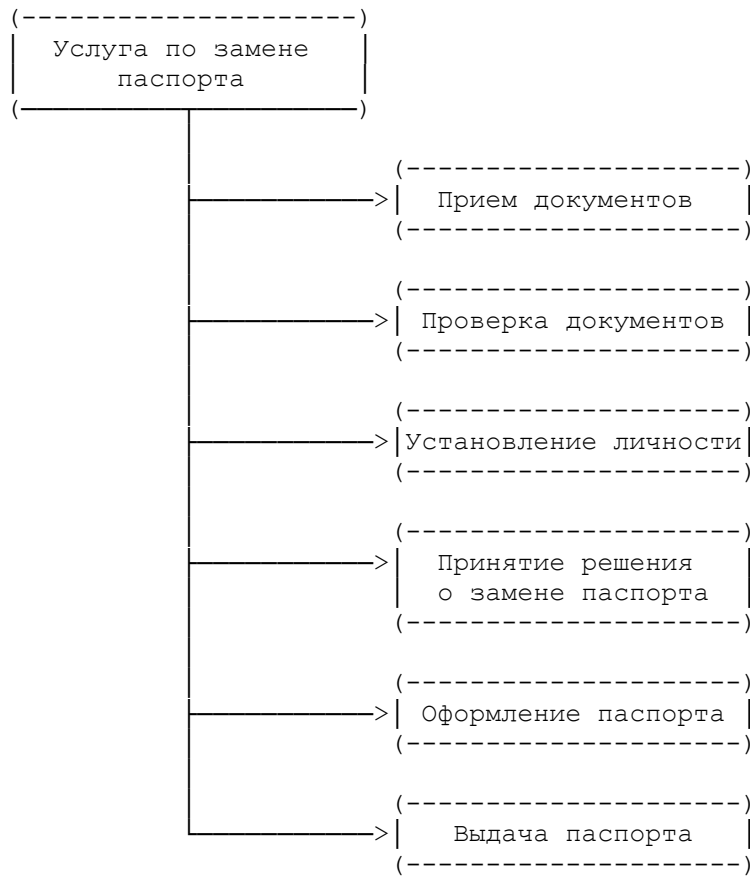 Услуга по замене
паспорта
Прием документов
Проверка документов
Установление личности
Принятие решения
о замене паспорта
Оформление паспорта
Выдача паспорта